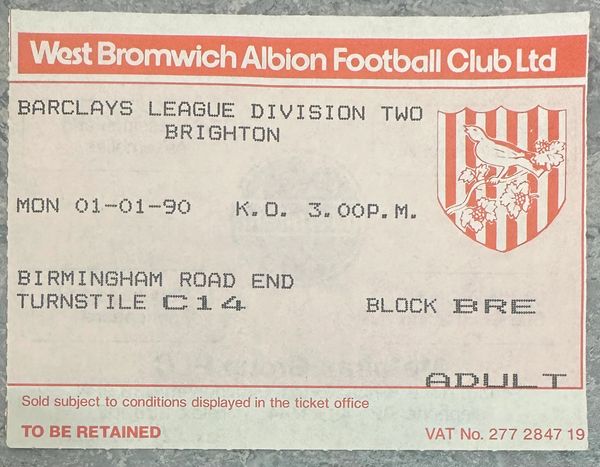 West Bromwich Albion Football Club Ltd
BARCLAYS LEAGUE DIVISION TWO
BRIGHTON
MON 01-01-90 K.O. 3.00P.M.
BIRMINGHAM ROAD END
TURNSTILE C14 BLOCK BRE
ADULT
Sold subject to conditions displayed in the ticket office
TO BE RETAINED VAT No. 277 2847 19